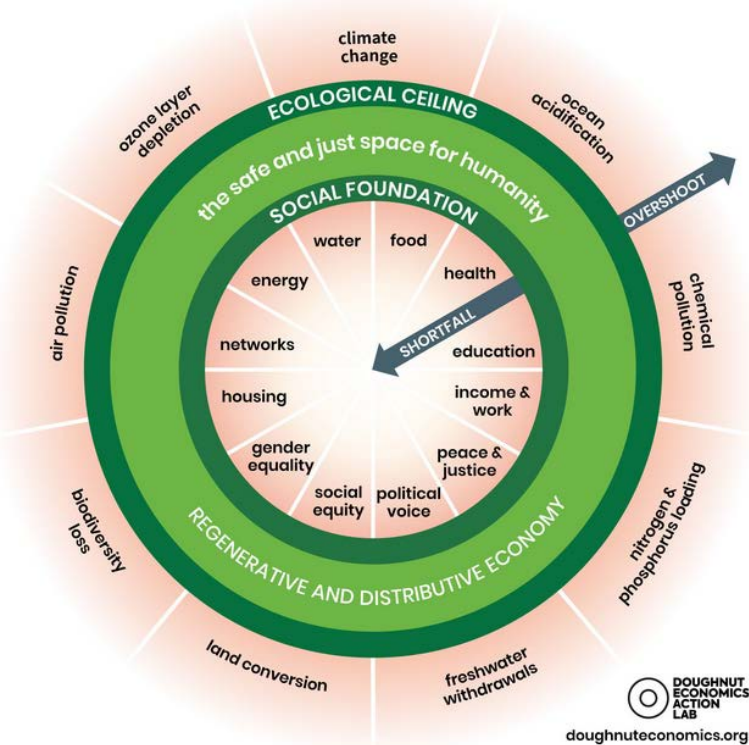 climate
change
ocean
acidification
chemical
pollution
nitrogen &
phosphorus loading
freshwater
withdrawals
land conversion
biodiversity
loss
air pollution
ozone layer
depletion
ECOLOGICAL CEILING
OVERSHOOT
the safe and just space for humanity
SOCIAL FOUNDATION
water
food
energy
health
SHORTFALL
networks
education
housing
income &
work
gender
equality
peace &
justice
social
equity
political
voice
REGENERATIVE AND DISTRIBUTIVE ECONOMY
DOUGHNUT
ECONOMICS
ACTION
LAB
doughnuteconomics.org